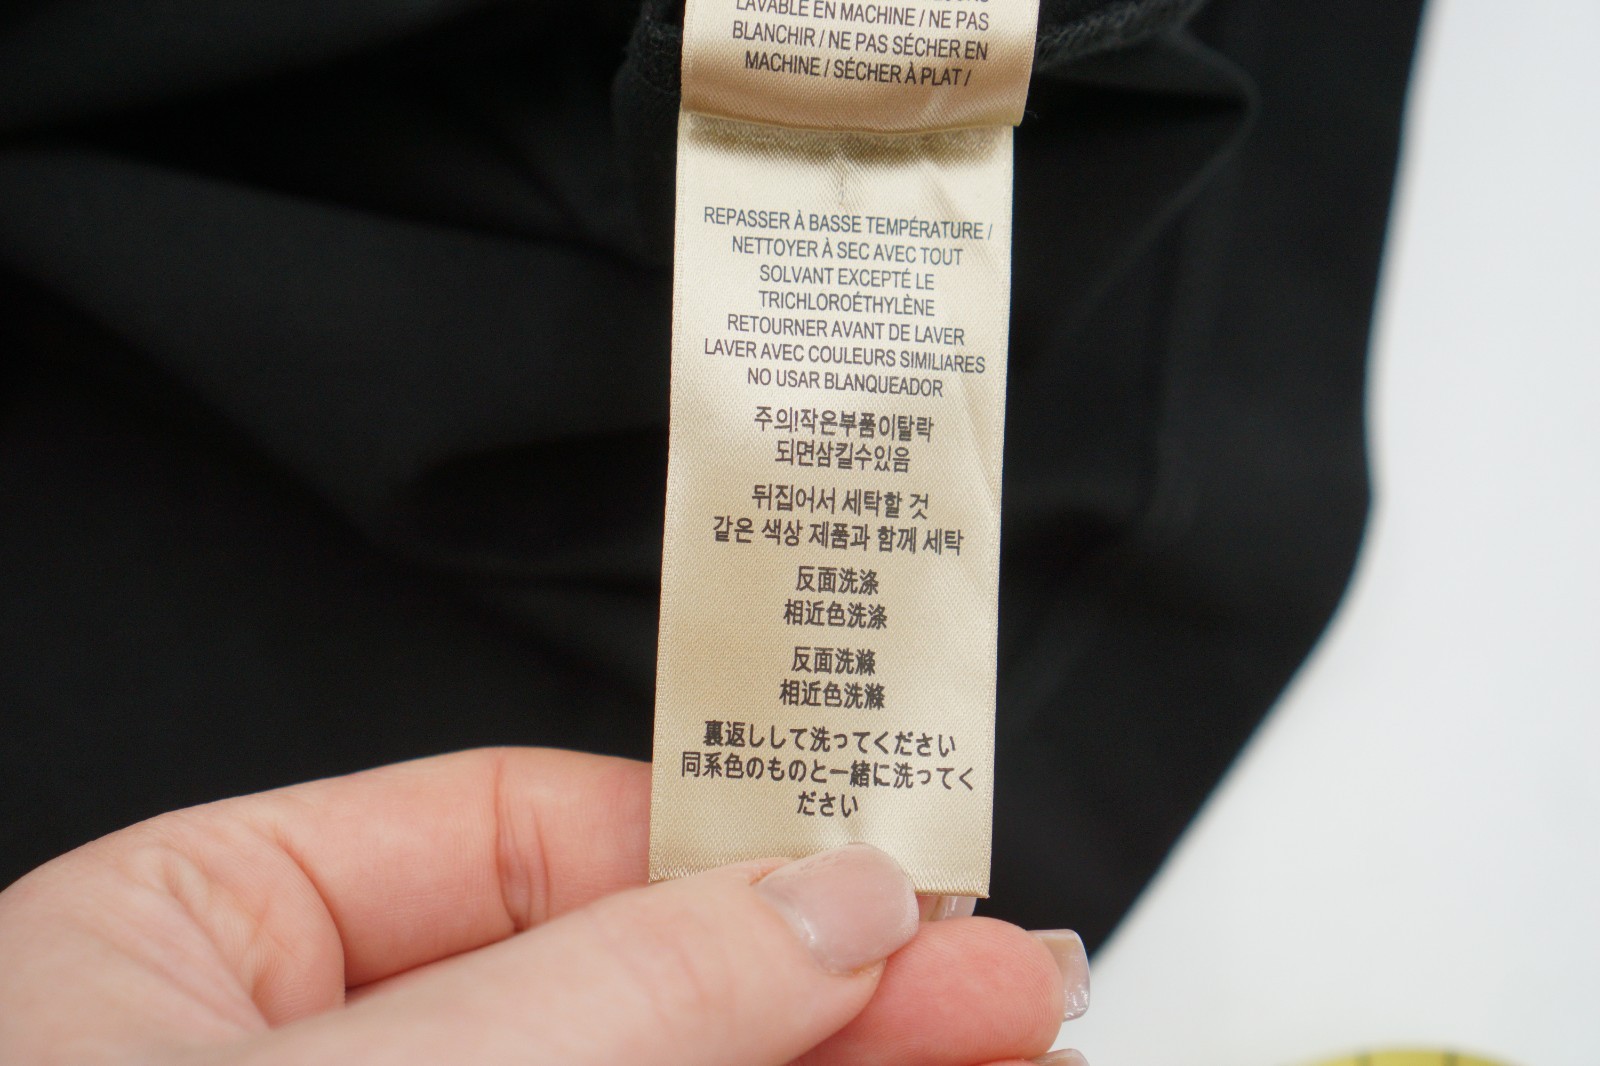 LAVABLE EN MACHINE / NE PAS
BLANCHIR / NE PAS SÉCHER EN
MACHINE / SÉCHER À PLAT /
REPASSER À BASSE TEMPÉRATURE /
NETTOYER À SEC AVEC TOUT
SOLVANT EXCEPTÉ LE
TRICHLOROÉTHYLÈNE
RETOURNER AVANT DE LAVER
LAVER AVEC COULEURS SIMILIARES
NO USAR BLANQUEADOR
주의!작은부품이탈락
되면삼킬수있음
뒤집어서 세탁할 것
같은 색상 제품과 함께 세탁
反面洗涤
相近色洗涤
反面洗滌
相近色洗滌
裏返しして洗ってください
同系色のものと一緒に洗ってく
ださい